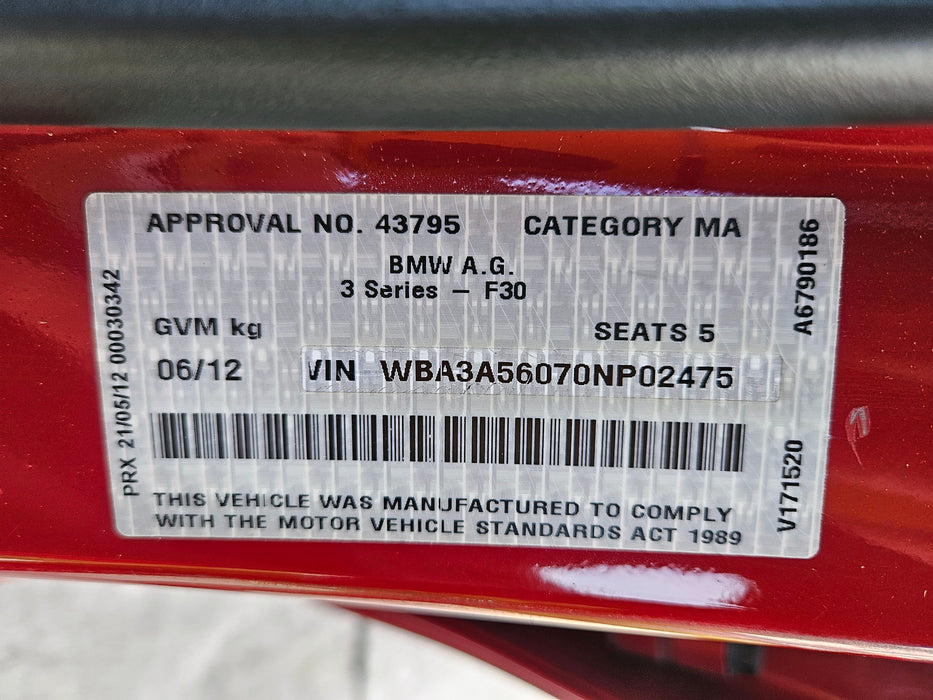 APPROVAL NO. 43795 CATEGORY MA
BMW A.G.
3 Series – F30
GVM kg SEATS 5
06/12 VIN WBA3A56070NP02475
THIS VEHICLE WAS MANUFACTURED TO COMPLY
WITH THE MOTOR VEHICLE STANDARDS ACT 1989
PRX 21/05/12 00030342
A6790186
V171520